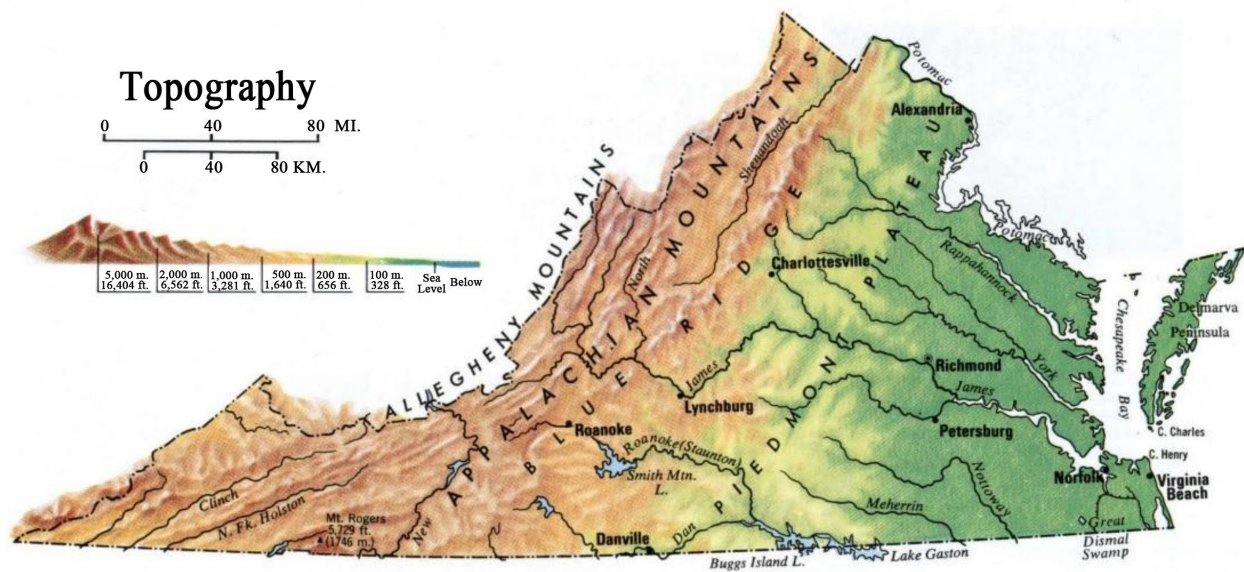 Topography
0 40 80 MI.
0 40 80 KM.
5,000 m. 2,000 m. 1,000 m. 500 m. 200 m. 100 m. Sea Below
16,404 ft. 6,562 ft. 3,281 ft. 1,640 ft. 656 ft. 328 ft. Level
ALLEGHENY MOUNTAINS
APPALACHIAN MOUNTAINS
BLUE RIDGE
PIEDMONT PLATEAU
Potomac
Alexandria
Shenandoah
Potomac
North
Rappahannock
Charlottesville
Delmarva
Peninsula
Chesapeake
Bay
York
Richmond
James
James
Lynchburg
Petersburg
C. Charles
Roanoke
Roanoke (Staunton)
C. Henry
Smith Mtn.
L.
Norfolk
Virginia
Beach
Clinch
N. Fk. Holston
Nottoway
Meherrin
New
Mt. Rogers
5,729 ft.
(1746 m.)
Great
Dismal
Swamp
Danville
Dan
Buggs Island L.
Lake Gaston